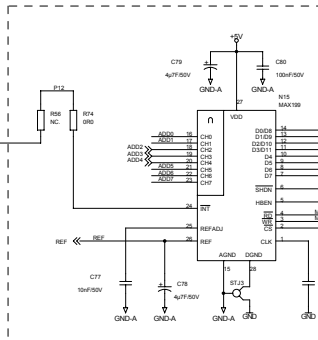 +5V
C79
4µ7F/50V
C80
100nF/50V
GND-A
GND-A
P12
N15
MAX199
27
VDD
R56
NC.
R74
0R0
ADD0 16 CH0
ADD1 17 CH1
ADD2 18 CH2
ADD3 19 CH3
ADD4 20 CH4
ADD5 21 CH5
ADD6 22 CH6
ADD7 23 CH7
D0/D8 14
D1/D9 13
D2/D10 12
D3/D11 11
D4 10
D5 9
D6 8
D7 7
SHDN 6
HBEN 5
RD 4
WR 3
CS 2
CLK 1
24 INT
25 REFADJ
REF REF 26 REF
AGND DGND
15 28
C77
10nF/50V
C78
4µ7F/50V
STJ3
GND-A
GND-A
GND-A
GND
GND